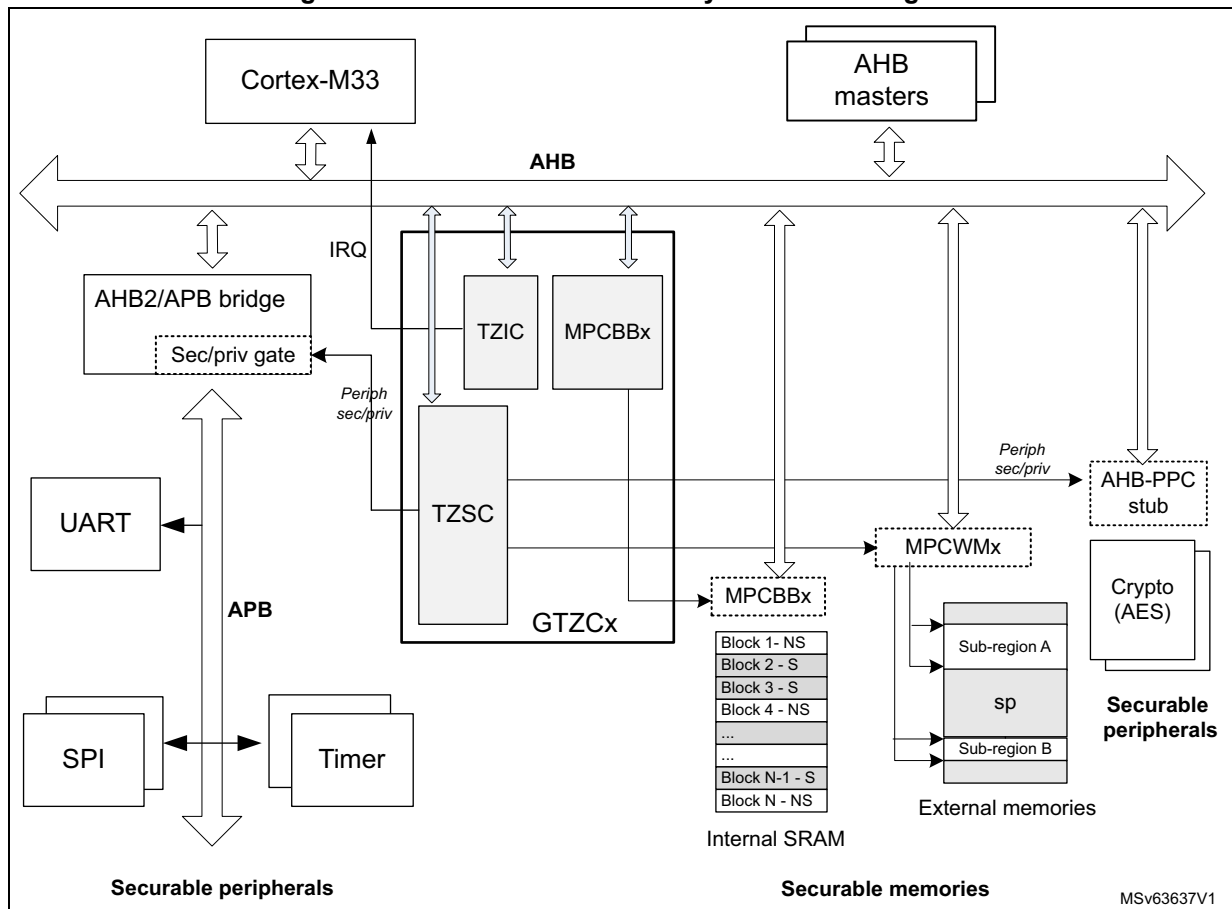 Cortex-M33
AHB
masters
AHB
IRQ
AHB2/APB bridge
Sec/priv gate
TZIC
MPCBBx
Periph
sec/priv
TZSC
GTZCx
Periph
sec/priv
AHB-PPC
stub
MPCWMx
MPCBBx
UART
APB
SPI
Timer
Crypto
(AES)
Block 1- NS
Block 2 - S
Block 3 - S
Block 4 - NS
...
...
Block N-1 - S
Block N - NS
Internal SRAM
Sub-region A
sp
Sub-region B
External memories
Securable
peripherals
Securable peripherals
Securable memories
MSv63637V1